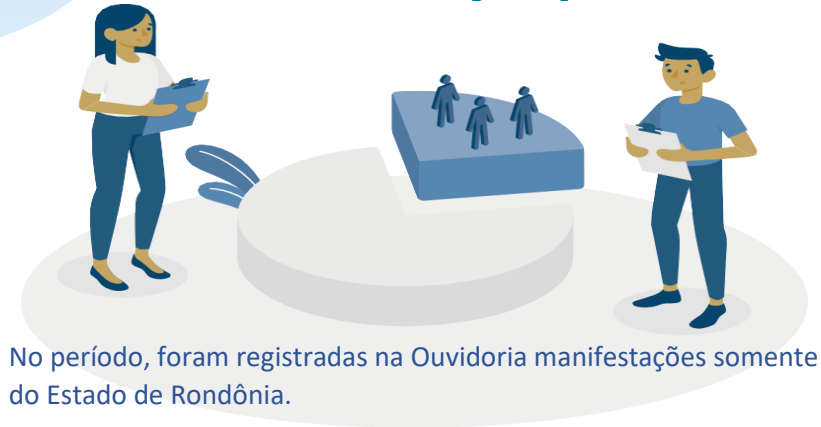 No período, foram registradas na Ouvidoria manifestações somente
do Estado de Rondônia.